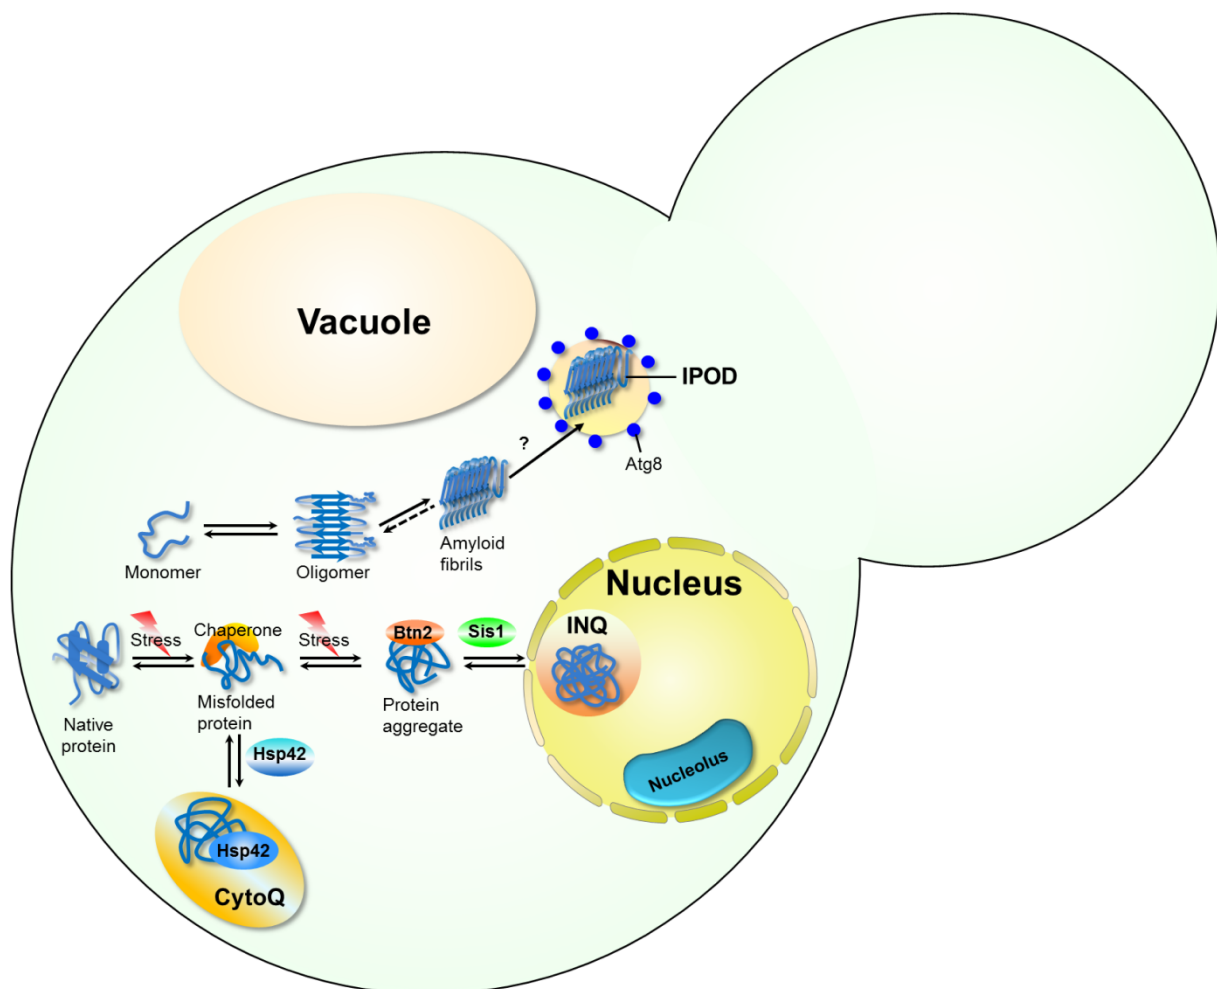 Vacuole
IPOD
?
Atg8
Monomer
Oligomer
Amyloid
fibrils
Nucleus
Stress
Chaperone
Stress
Btn2
Sis1
INQ
Native
protein
Misfolded
protein
Protein
aggregate
Hsp42
Nucleolus
Hsp42
CytoQ